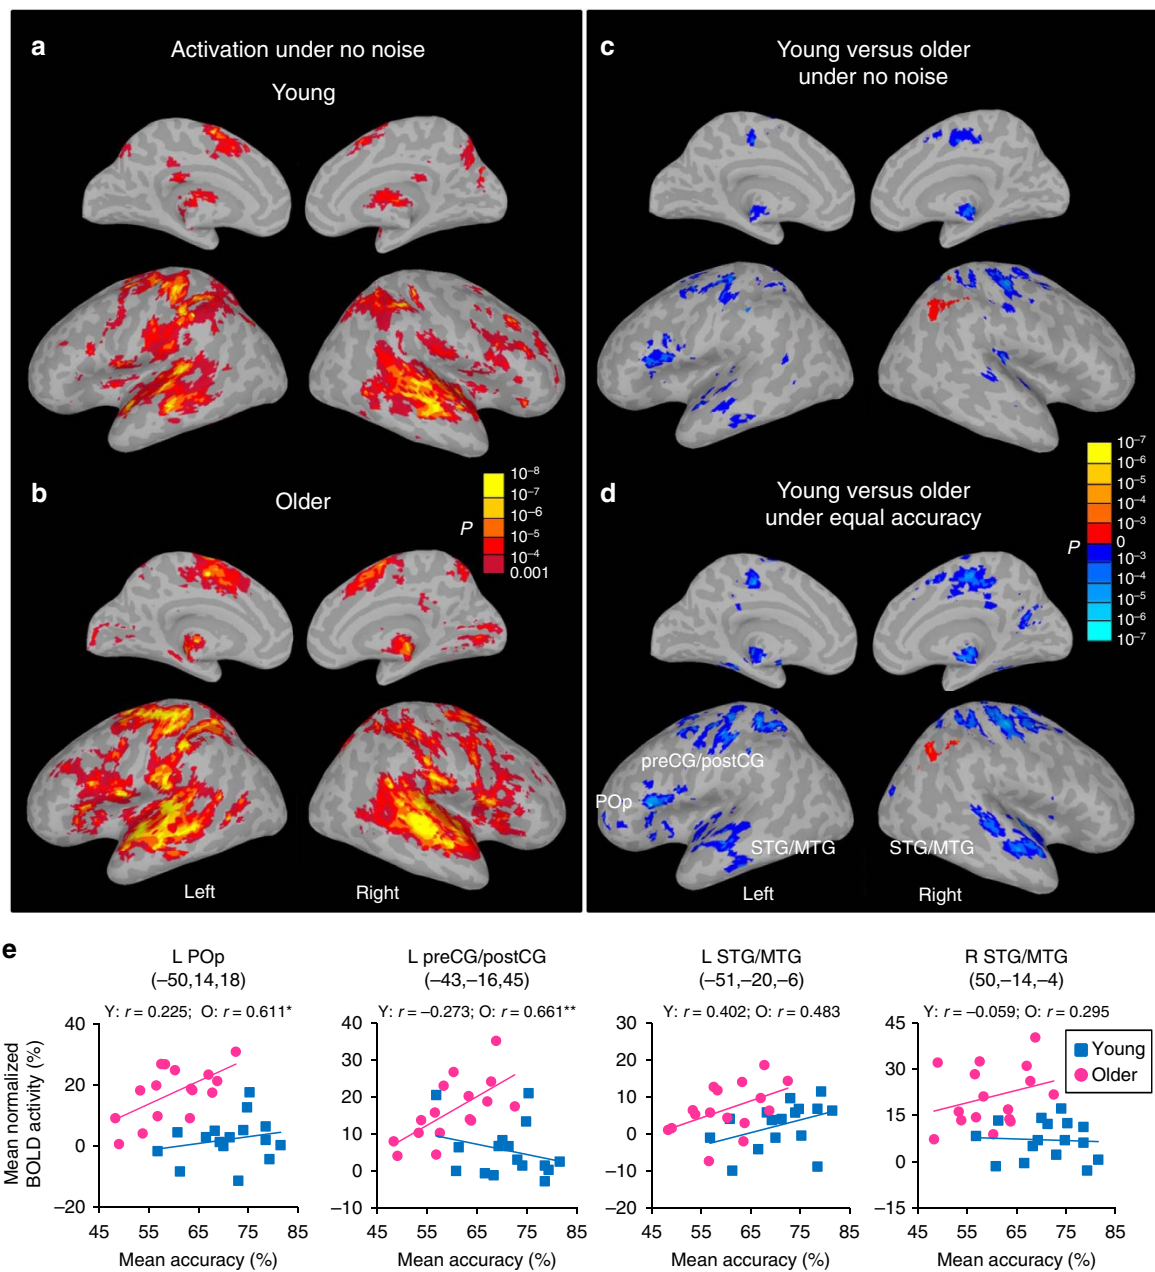 a
Activation under no noise
Young
c
Young versus older
under no noise
b
Older
P
10⁻⁸
10⁻⁷
10⁻⁶
10⁻⁵
10⁻⁴
0.001
Left
Right
d
Young versus older
under equal accuracy
P
10⁻⁷
10⁻⁶
10⁻⁵
10⁻⁴
10⁻³
0
10⁻³
10⁻⁴
10⁻⁵
10⁻⁶
10⁻⁷
preCG/postCG
POp
STG/MTG
STG/MTG
Left
Right
e
L POp
(−50,14,18)
Y: r = 0.225; O: r = 0.611*
Mean normalized
BOLD activity (%)
40
20
0
−20
45 55 65 75 85
Mean accuracy (%)
L preCG/postCG
(−43,−16,45)
Y: r = −0.273; O: r = 0.661**
40
30
20
10
0
−10
45 55 65 75 85
Mean accuracy (%)
L STG/MTG
(−51,−20,−6)
Y: r = 0.402; O: r = 0.483
30
20
10
0
−10
−20
45 55 65 75 85
Mean accuracy (%)
R STG/MTG
(50,−14,−4)
Y: r = −0.059; O: r = 0.295
45
30
15
0
−15
45 55 65 75 85
Mean accuracy (%)
Young
Older